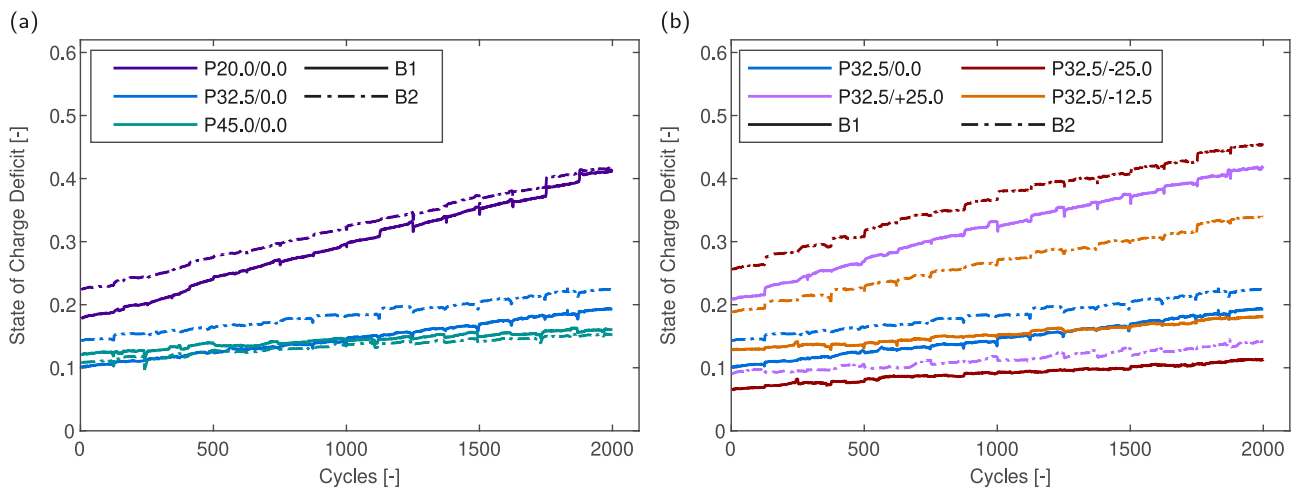 (a)
0.6
0.5
0.4
0.3
0.2
0.1
0
State of Charge Deficit [-]
P20.0/0.0
P32.5/0.0
P45.0/0.0
B1
B2
0
500
1000
1500
2000
Cycles [-]
(b)
0.6
0.5
0.4
0.3
0.2
0.1
0
State of Charge Deficit [-]
P32.5/0.0
P32.5/+25.0
B1
P32.5/-25.0
P32.5/-12.5
B2
0
500
1000
1500
2000
Cycles [-]